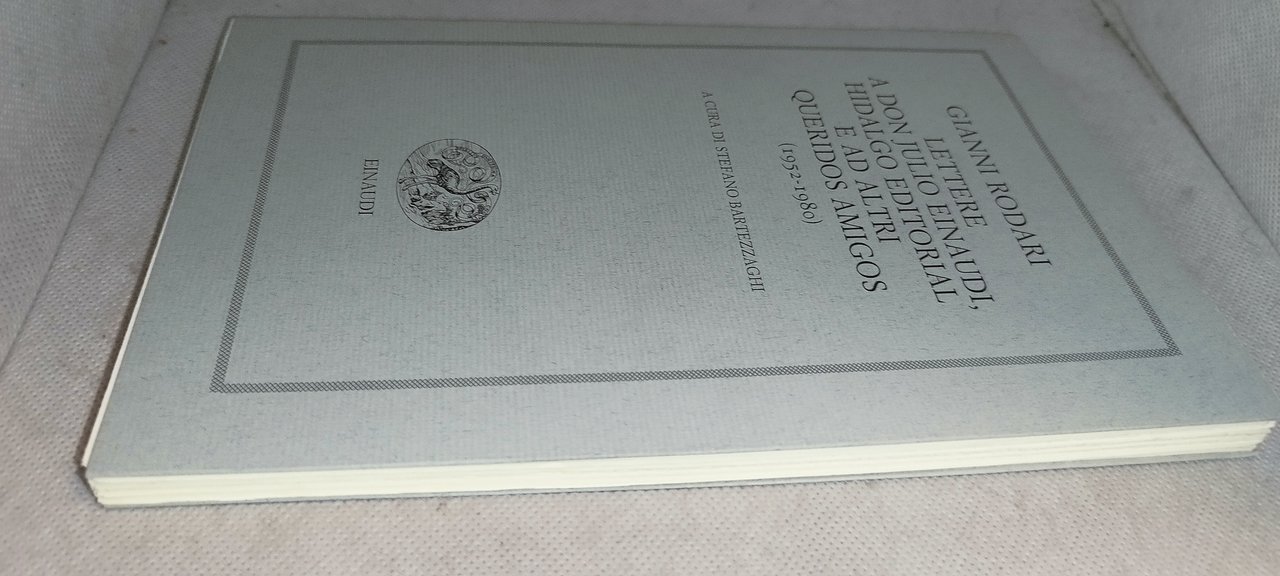 GIANNI RODARI
LETTERE
A DON JULIO EINAUDI,
HIDALGO EDITORIAL
E AD ALTRI
QUERIDOS AMIGOS
(1952-1980)
A CURA DI STEFANO BARTEZZAGHI
EINAUDI